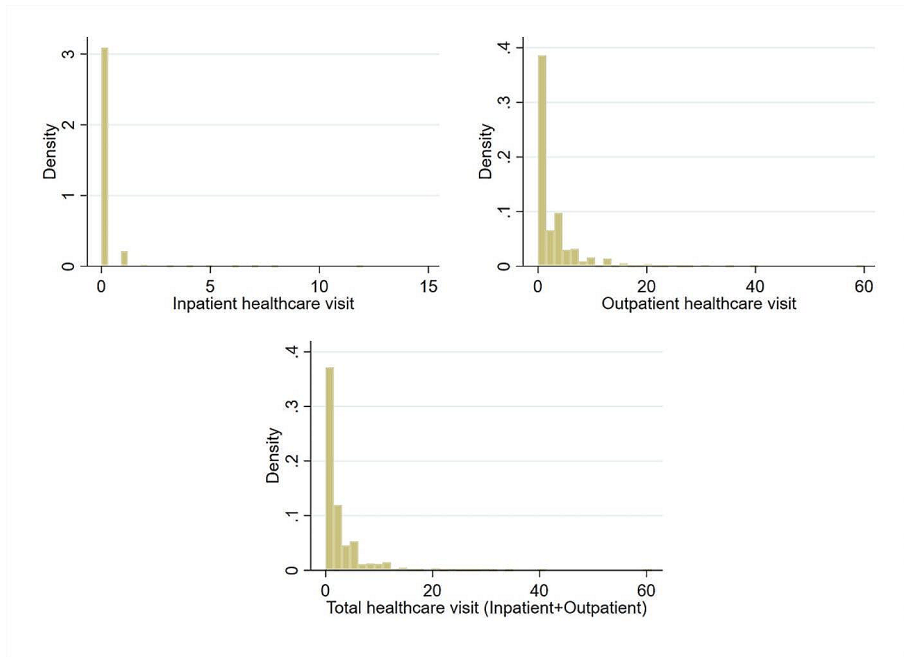 Density
3
2
1
0
0 5 10 15
Inpatient healthcare visit
Density
.4
.3
.2
.1
0
0 20 40 60
Outpatient healthcare visit
Density
.4
.3
.2
.1
0
0 20 40 60
Total healthcare visit (Inpatient+Outpatient)